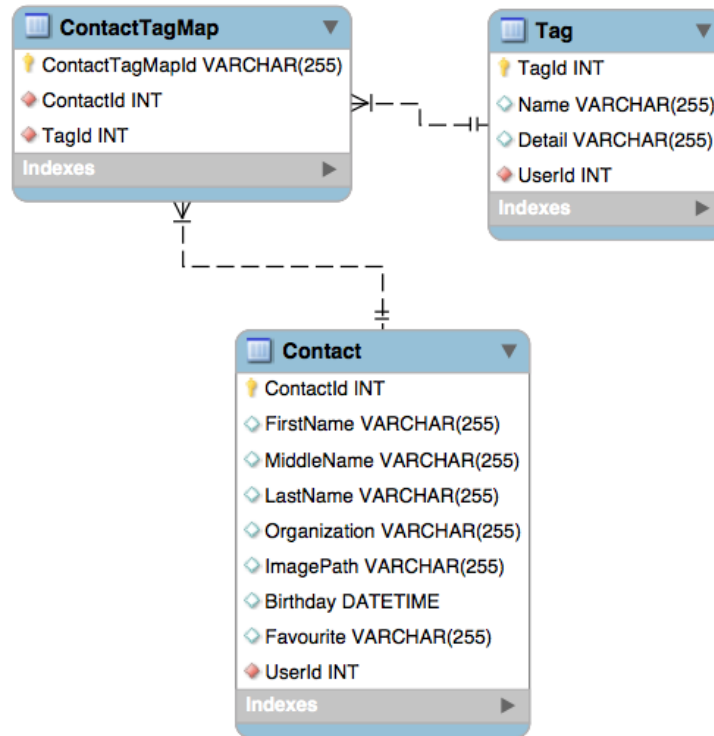 ContactTagMap
ContactTagMapId VARCHAR(255)
ContactId INT
TagId INT
Indexes
Tag
TagId INT
Name VARCHAR(255)
Detail VARCHAR(255)
UserId INT
Indexes
Contact
ContactId INT
FirstName VARCHAR(255)
MiddleName VARCHAR(255)
LastName VARCHAR(255)
Organization VARCHAR(255)
ImagePath VARCHAR(255)
Birthday DATETIME
Favourite VARCHAR(255)
UserId INT
Indexes